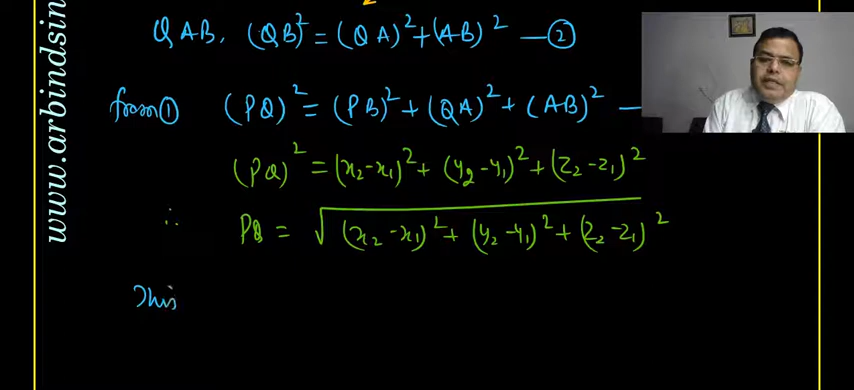 QAB, (QB)² = (QA)² + (AB)² — ②
from ① (PQ)² = (PB)² + (QA)² + (AB)² —
(PQ)² = (x₂-x₁)² + (y₂-y₁)² + (z₂-z₁)²
∴ PQ = √(x₂-x₁)² + (y₂-y₁)² + (z₂-z₁)²
This
www.arbindsin